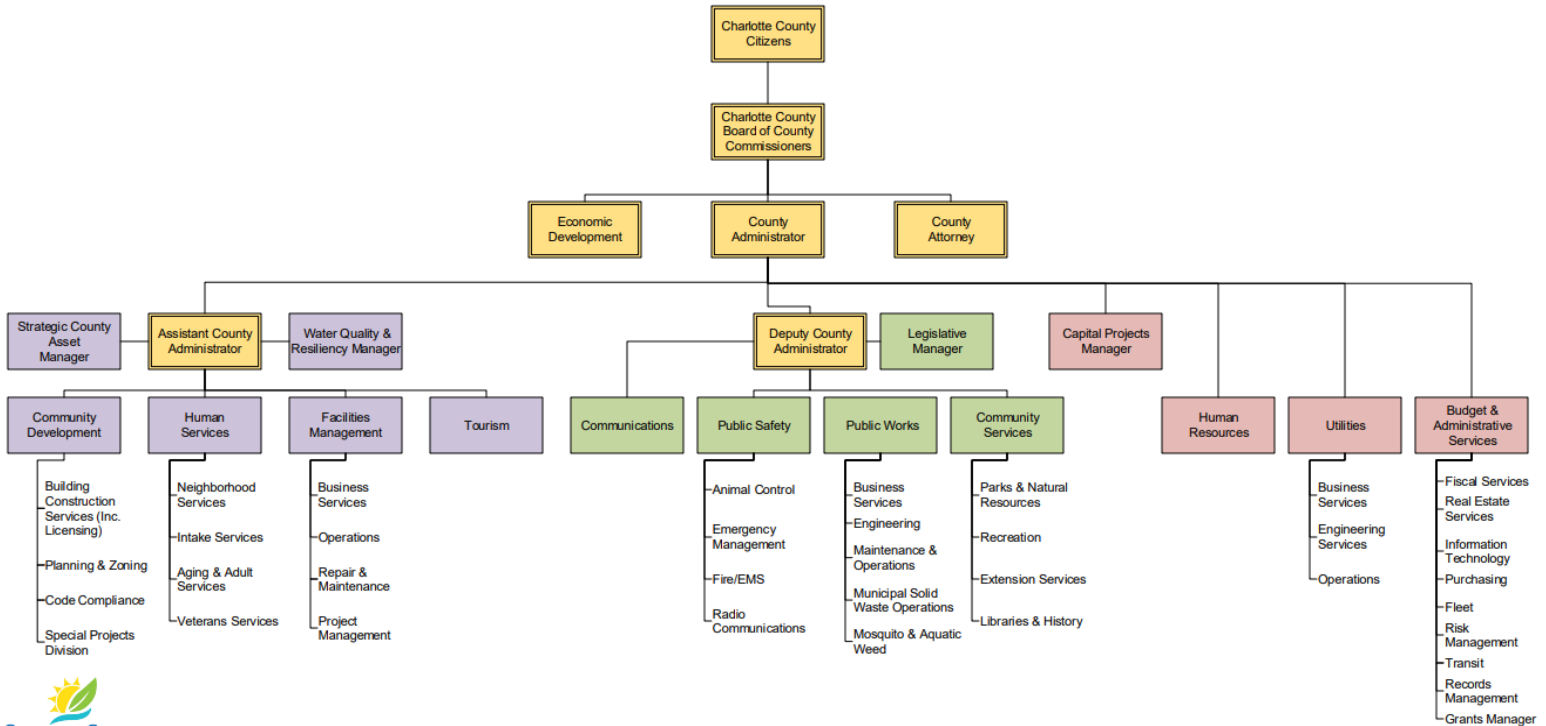 Charlotte County
Citizens
Charlotte County
Board of County
Commissioners
Economic
Development
County
Administrator
County
Attorney
Strategic County
Asset
Manager
Assistant County
Administrator
Water Quality &
Resiliency Manager
Deputy County
Administrator
Legislative
Manager
Capital Projects
Manager
Community
Development
Human
Services
Facilities
Management
Tourism
Communications
Public Safety
Public Works
Community
Services
Human
Resources
Utilities
Budget &
Administrative
Services
Building
Construction
Services (Inc.
Licensing)
Planning & Zoning
Code Compliance
Special Projects
Division
Neighborhood
Services
Intake Services
Aging & Adult
Services
Veterans Services
Business
Services
Operations
Repair &
Maintenance
Project
Management
Animal Control
Emergency
Management
Fire/EMS
Radio
Communications
Business
Services
Engineering
Maintenance &
Operations
Municipal Solid
Waste Operations
Mosquito & Aquatic
Weed
Parks & Natural
Resources
Recreation
Extension Services
Libraries & History
Business
Services
Engineering
Services
Operations
Fiscal Services
Real Estate
Services
Information
Technology
Purchasing
Fleet
Risk
Management
Transit
Records
Management
Grants Manager